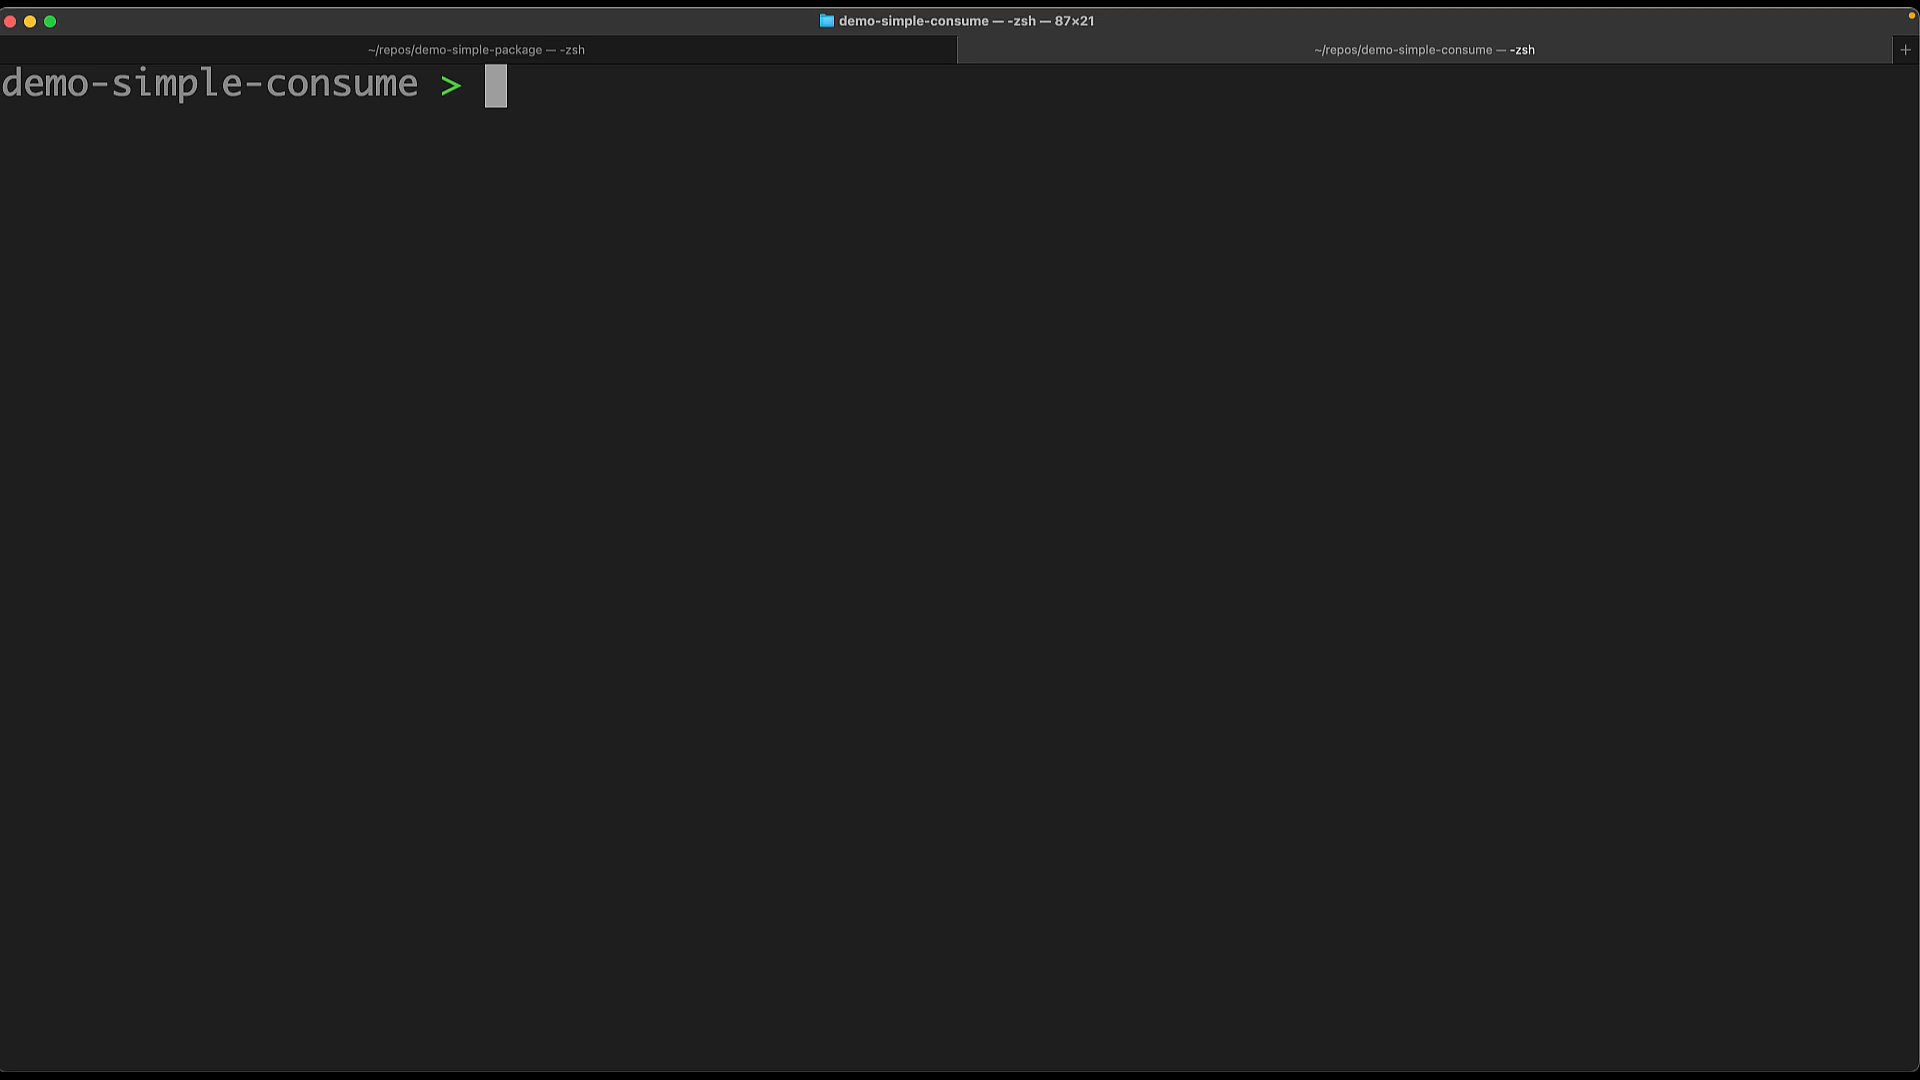 demo-simple-consume — -zsh — 87×21
~/repos/demo-simple-package — -zsh
~/repos/demo-simple-consume — -zsh
+
demo-simple-consume >